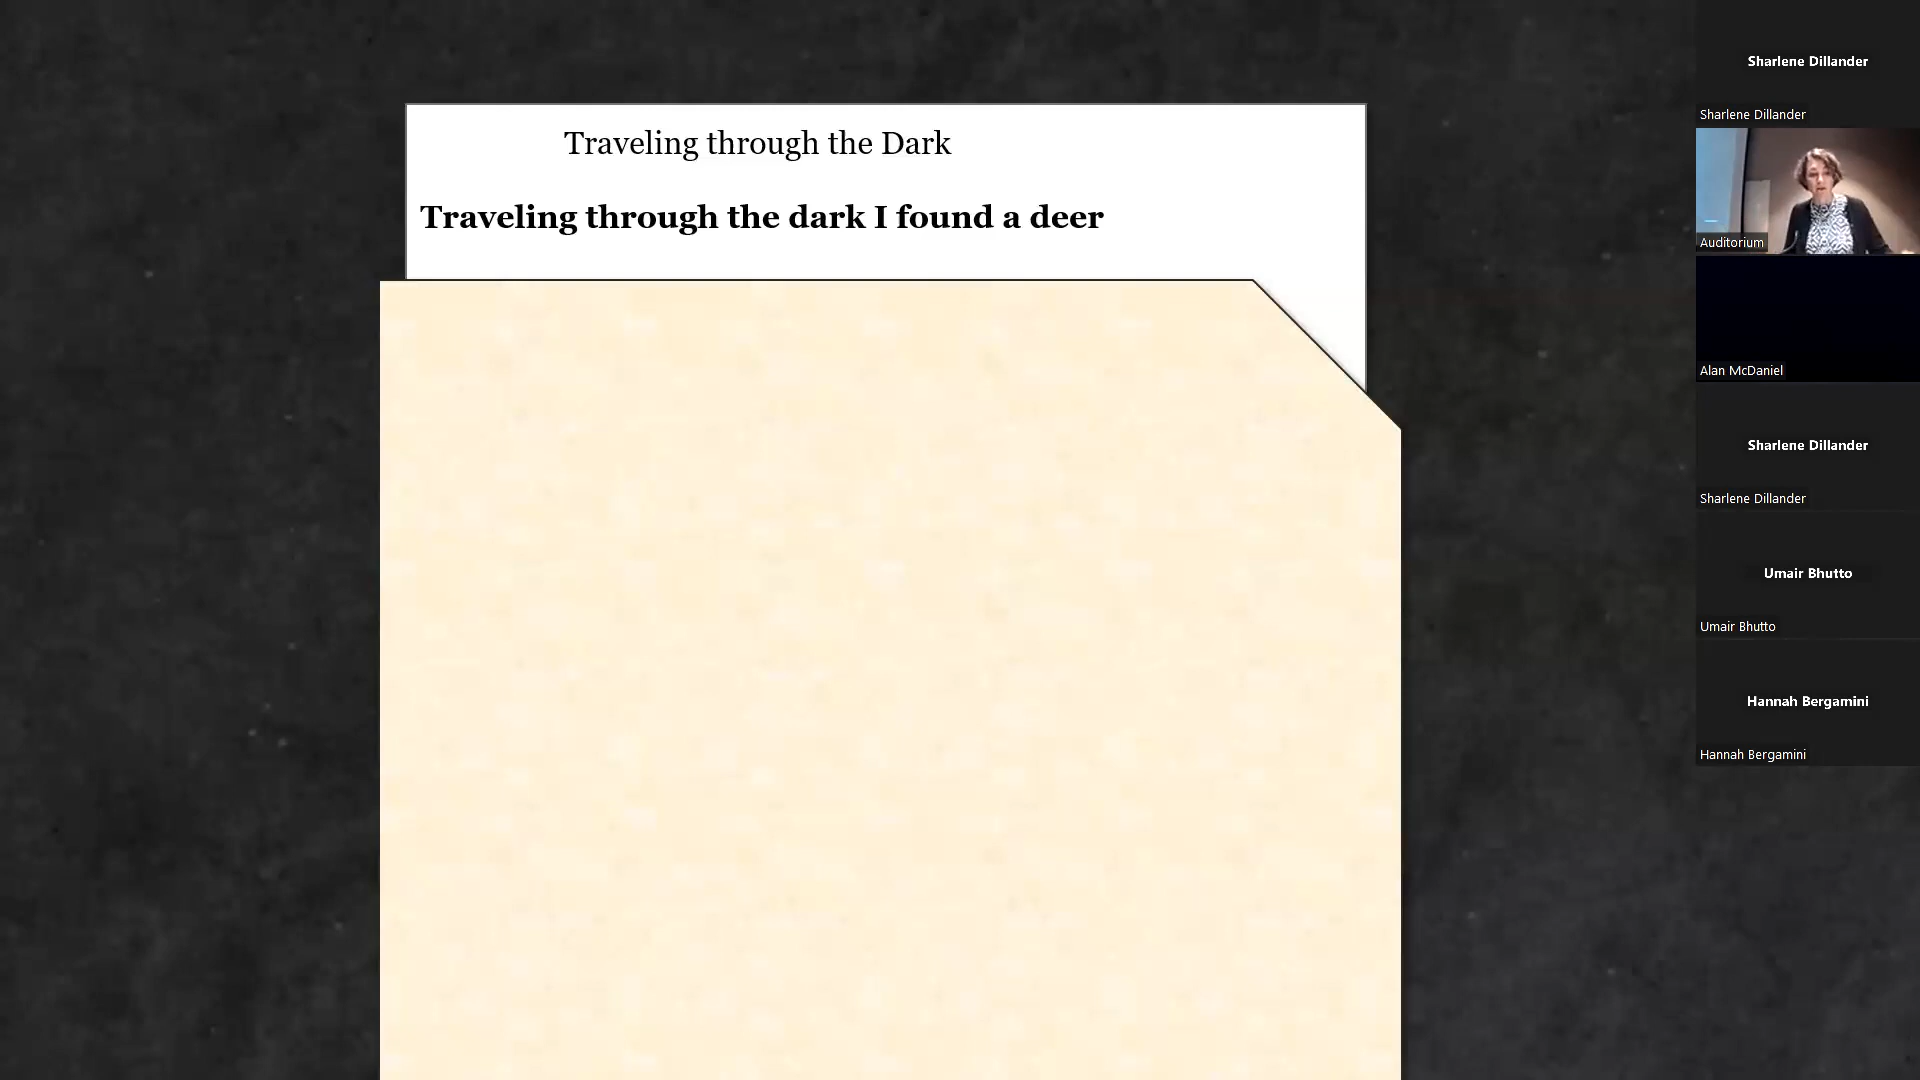 Traveling through the Dark
Traveling through the dark I found a deer
Sharlene Dillander
Sharlene Dillander
Auditorium
Alan McDaniel
Sharlene Dillander
Sharlene Dillander
Umair Bhutto
Umair Bhutto
Hannah Bergamini
Hannah Bergamini